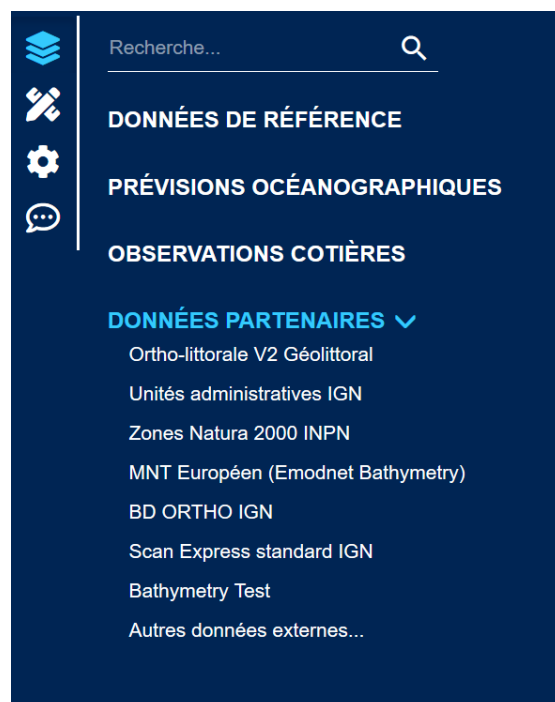 Recherche...
DONNÉES DE RÉFÉRENCE
PRÉVISIONS OCÉANOGRAPHIQUES
OBSERVATIONS COTIÈRES
DONNÉES PARTENAIRES
Ortho-littorale V2 Géolittoral
Unités administratives IGN
Zones Natura 2000 INPN
MNT Européen (Emodnet Bathymetry)
BD ORTHO IGN
Scan Express standard IGN
Bathymetry Test
Autres données externes...